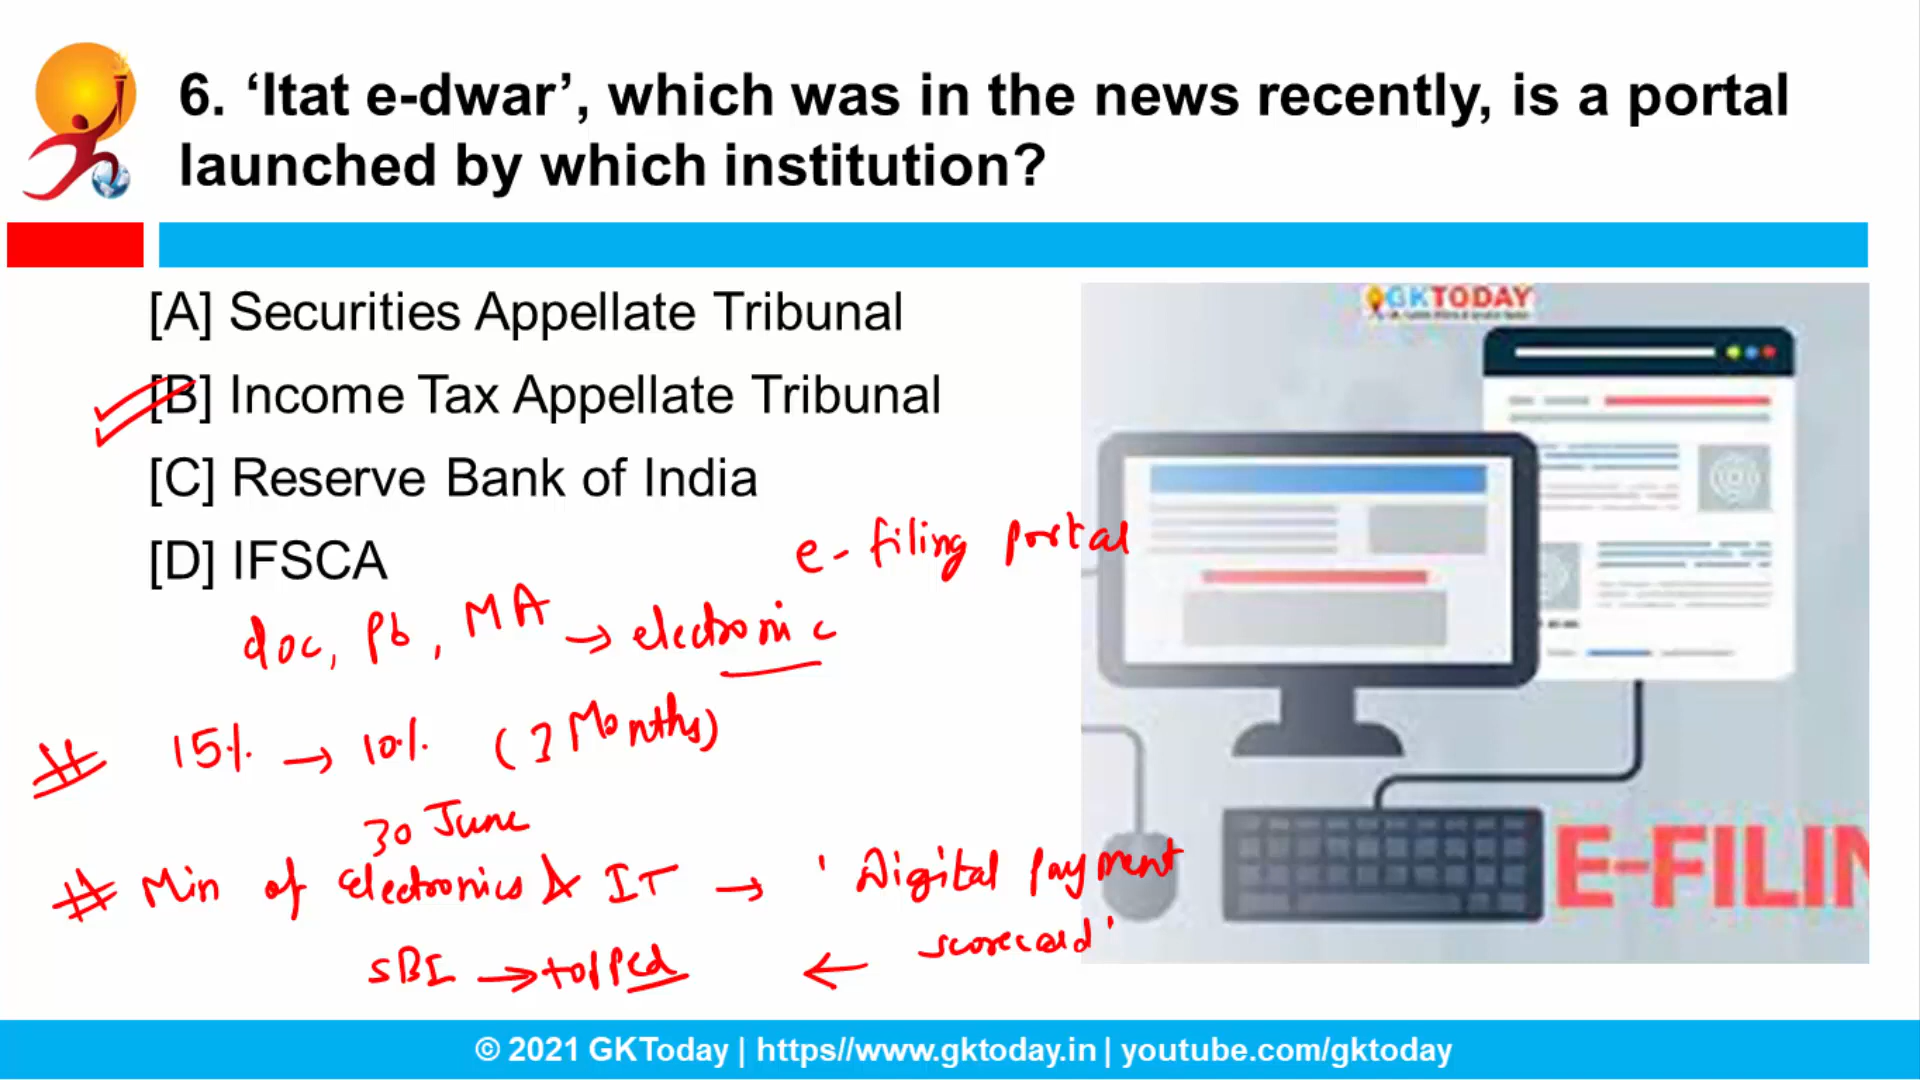 6. ‘Itat e-dwar’, which was in the news recently, is a portal
launched by which institution?
GKTODAY
[A] Securities Appellate Tribunal
[B] Income Tax Appellate Tribunal
[C] Reserve Bank of India
[D] IFSCA
e- filing portal
doc, Pb, MA → electronic
# 15% → 10% (3 Months)
30 June
# Min of Electronics & IT → ' Digital Payment
scorecard'
SBI → topped ←
E-FILIN
© 2021 GKToday | https//www.gktoday.in | youtube.com/gktoday